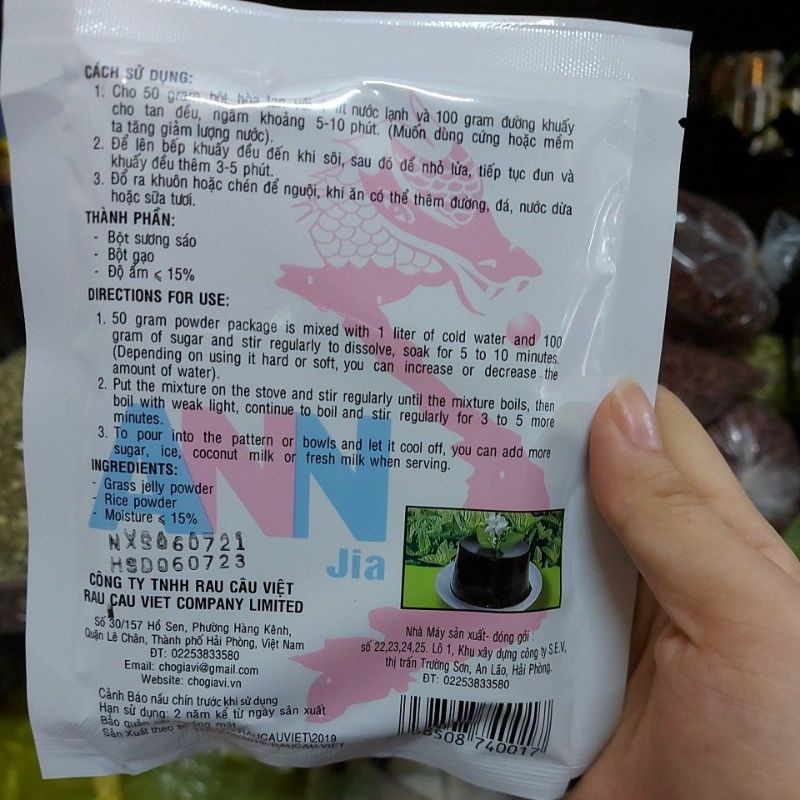 CÁCH SỬ DỤNG:
1. Cho 50 gram bột hòa tan với nước lạnh và 100 gram đường khuấy
cho tan đều, ngâm khoảng 5-10 phút. (Muốn dùng cứng hoặc mềm
ta tăng giảm lượng nước).
2. Để lên bếp khuấy đều đến khi sôi, sau đó để nhỏ lửa, tiếp tục đun và
khuấy đều thêm 3-5 phút.
3. Đổ ra khuôn hoặc chén để nguội, khi ăn có thể thêm đường, đá, nước dừa
hoặc sữa tươi.
THÀNH PHẦN:
- Bột sương sáo
- Bột gạo
- Độ ẩm ⩽ 15%
DIRECTIONS FOR USE:
1. 50 gram powder package is mixed with 1 liter of cold water and 100
gram of sugar and stir regularly to dissolve, soak for 5 to 10 minutes.
(Depending on using it hard or soft, you can increase or decrease the
amount of water).
2. Put the mixture on the stove and stir regularly until the mixture boils, then
boil with weak light, continue to boil and stir regularly for 3 to 5 more
minutes.
3. To pour into the pattern or bowls and let it cool off, you can add more
sugar, ice, coconut milk or fresh milk when serving.
INGREDIENTS:
- Grass jelly powder
- Rice powder
- Moisture ⩽ 15%
ANN
Jia
NXS060721
HSD060723
CÔNG TY TNHH RAU CÂU VIỆT
RAU CAU VIET COMPANY LIMITED
Số 30/157 Hồ Sen, Phường Hàng Kênh,
Quận Lê Chân, Thành phố Hải Phòng, Việt Nam
ĐT: 02253833580
Email: chogiavi@gmail.com
Website: chogiavi.vn
Nhà Máy sản xuất- đóng gói :
số 22,23,24,25. Lô 1, Khu xây dựng công ty S.E.V,
thị trấn Trường Sơn, An Lão, Hải Phòng.
ĐT: 02253833580
Cảnh Báo nấu chín trước khi sử dụng
Hạn sử dụng: 2 năm kể từ ngày sản xuất
Bảo quản
Sản Xuất theo
740017